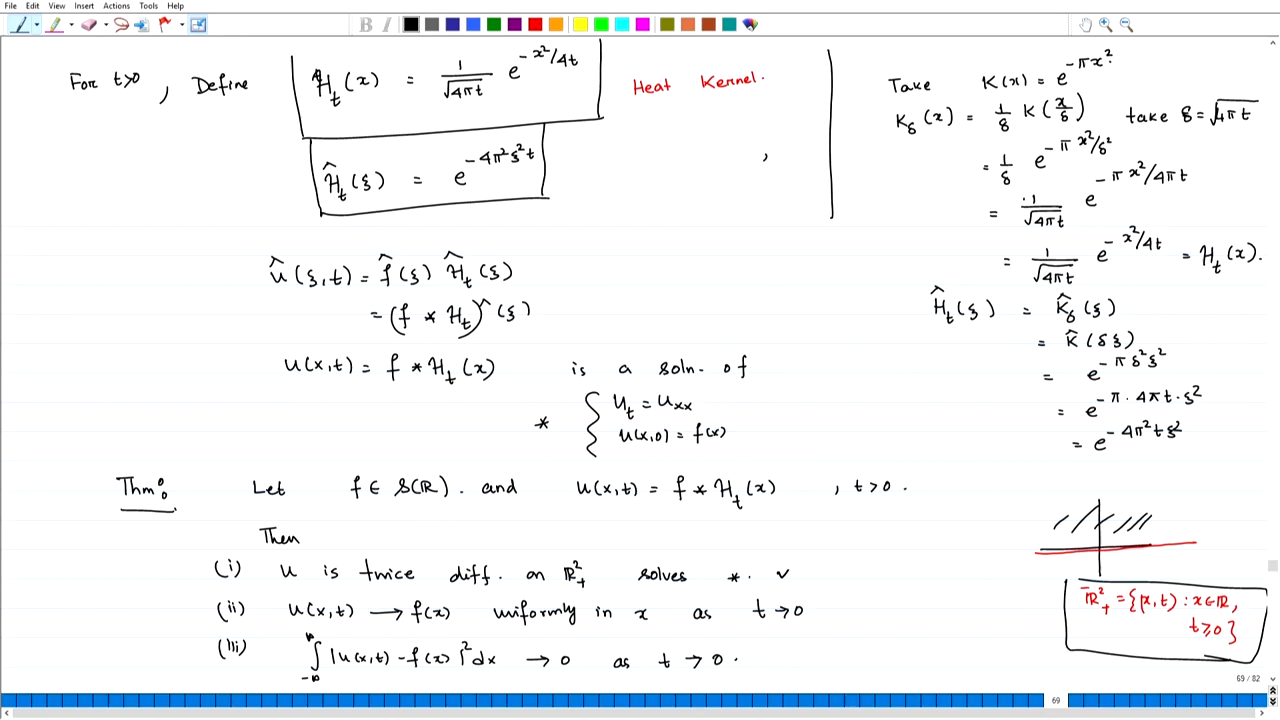 File Edit View Insert Actions Tools Help
For t>0, Define H_t(x) = 1/√4πt e^{-x²/4t} Heat Kernel.
Ĥ_t(ξ) = e^{-4π²ξ²t} ,
û(ξ,t) = f̂(ξ) Ĥ_t(ξ)
= (f * H_t)^(ξ)
u(x,t) = f * H_t(x) is a soln. of
* { u_t = u_xx
u(x,0) = f(x)
Take K(x) = e^{-πx²}
K_δ(x) = 1/δ K(x/δ) take δ = √4πt
= 1/δ e^{-πx²/δ²}
= 1/√4πt e^{-πx²/4πt}
= 1/√4πt e^{-x²/4t} = H_t(x).
Ĥ_t(ξ) = K̂_δ(ξ)
= K̂(δξ)
= e^{-πδ²ξ²}
= e^{-π·4πt·ξ²}
= e^{-4π²tξ²}
Thm: Let f ∈ S(ℝ). and u(x,t) = f * H_t(x) , t>0.
Then
(i) u is twice diff. on ℝ²₊ solves *. ✓
(ii) u(x,t) → f(x) uniformly in x as t→0
(iii) ∫_{-∞}^{∞} |u(x,t) - f(x)|² dx → 0 as t → 0.
ℝ̄²₊ = {(x,t) : x∈ℝ,
t≥0}
69 / 82
69